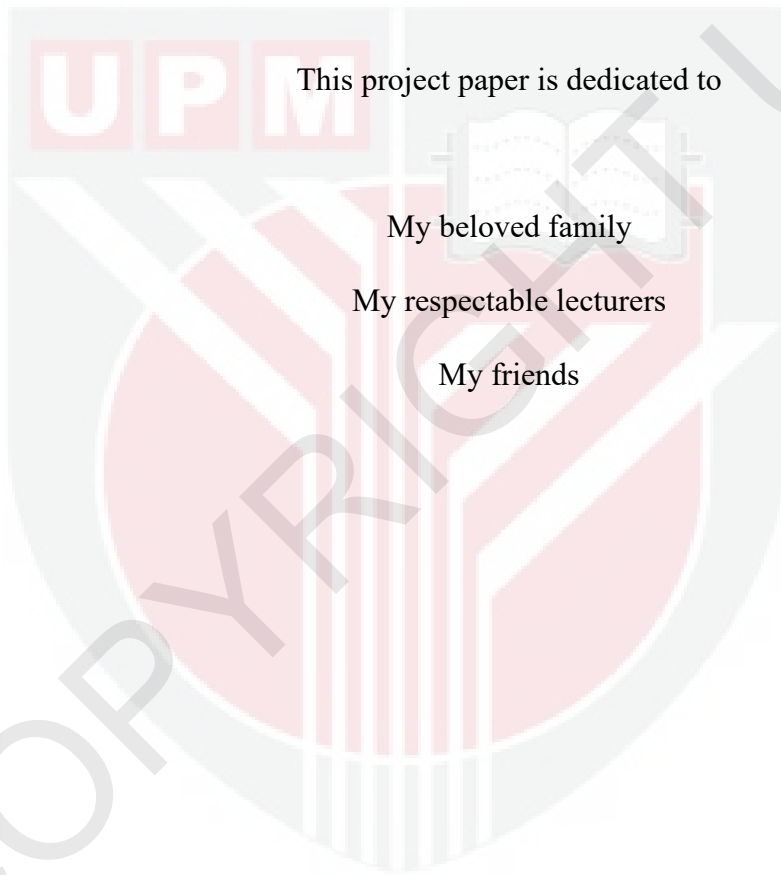 UPM
This project paper is dedicated to
My beloved family
My respectable lecturers
My friends
COPYRIGHT U